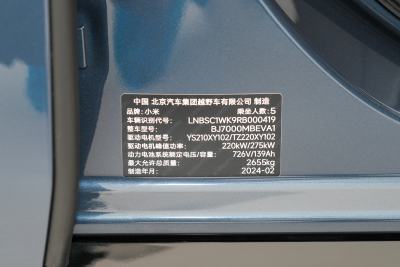 中国 北京汽车集团越野车有限公司 制造
品牌:小米 乘坐人数:5
车辆识别代号: LNBSC1WK9RB000419
整车型号: BJ7000MBEVA1
驱动电机型号: YS210XY102/TZ220XY102
驱动电机峰值功率: 220kW/275kW
动力电池系统额定电压/容量: 726V/139Ah
最大允许总质量: 2655kg
制造年月: 2024-02